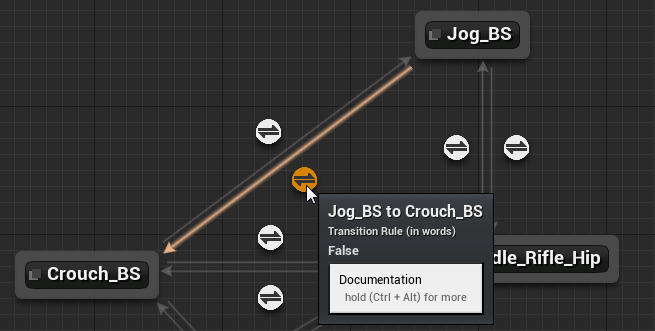 Jog_BS
Jog_BS to Crouch_BS
Transition Rule (in words)
False
Documentation
hold (Ctrl + Alt) for more
dle_Rifle_Hip
Crouch_BS